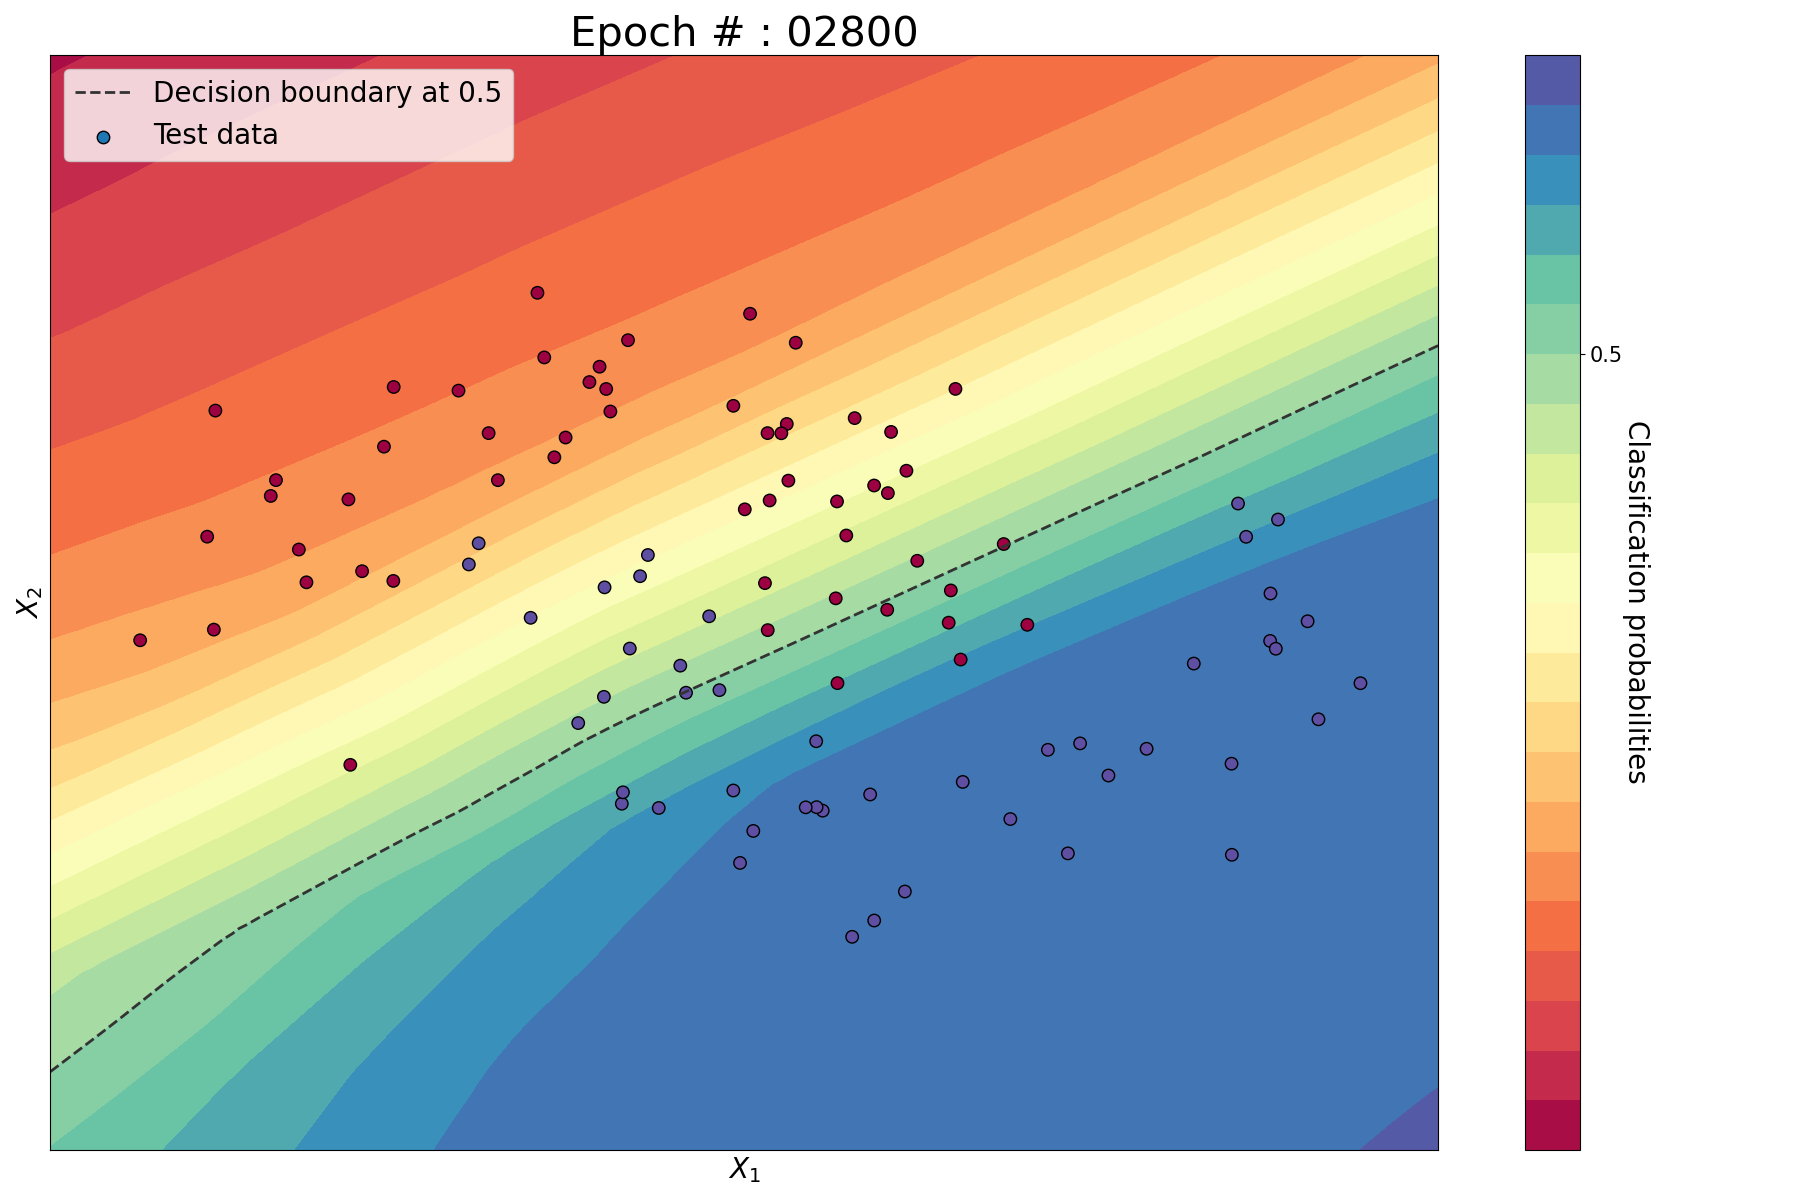 Epoch # : 02800
Decision boundary at 0.5
Test data
0.5
Classification probabilities
X₂
X₁